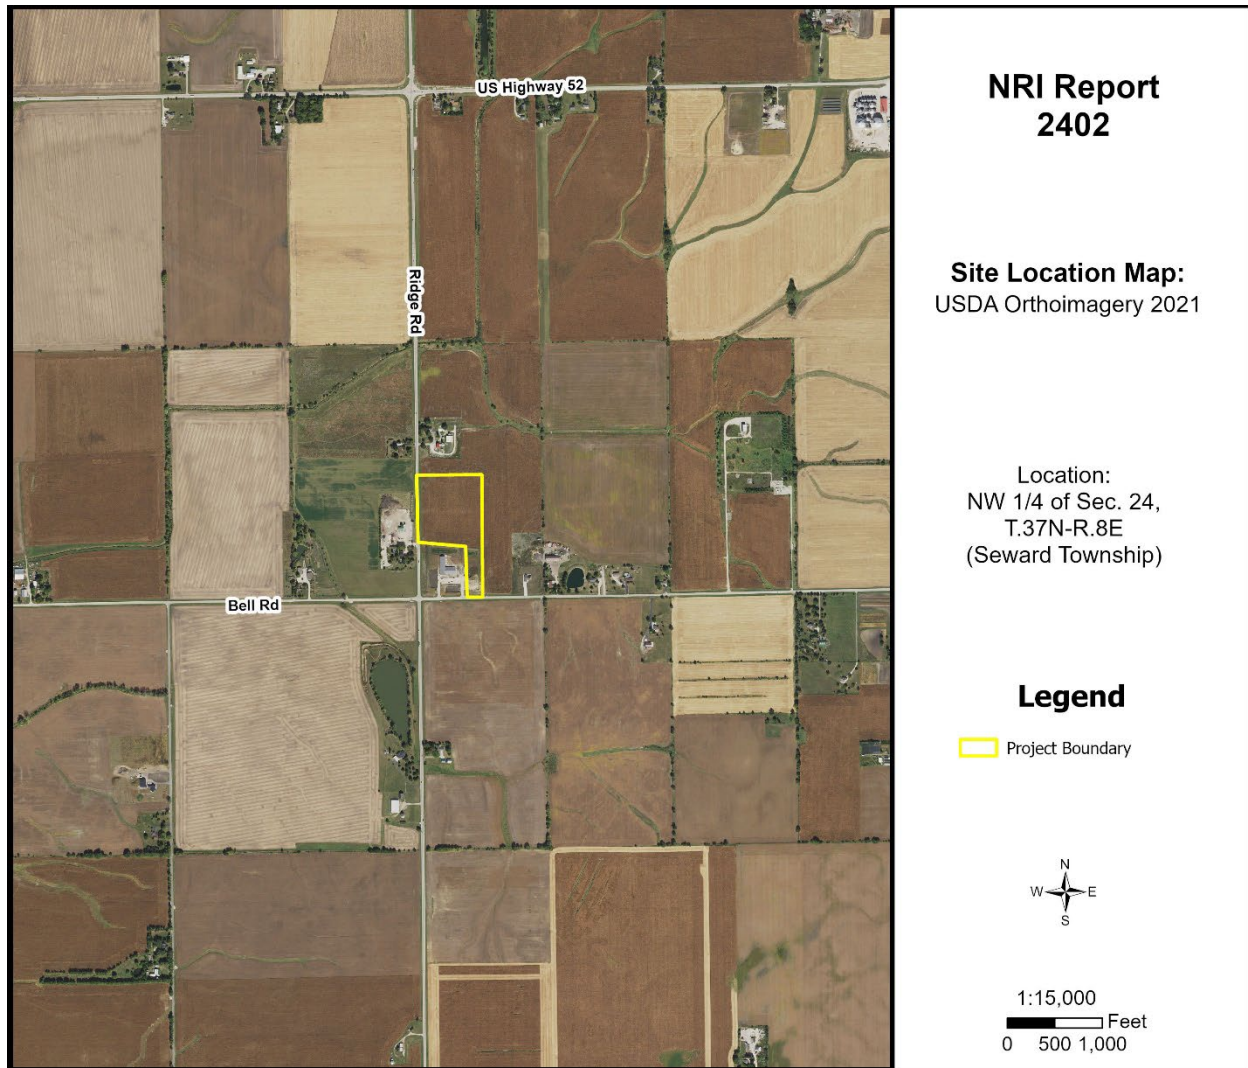 US Highway 52
Ridge Rd
Bell Rd
NRI Report
2402
Site Location Map:
USDA Orthoimagery 2021
Location:
NW 1/4 of Sec. 24,
T.37N-R.8E
(Seward Township)
Legend
Project Boundary
N
W E
S
1:15,000
Feet
0 500 1,000